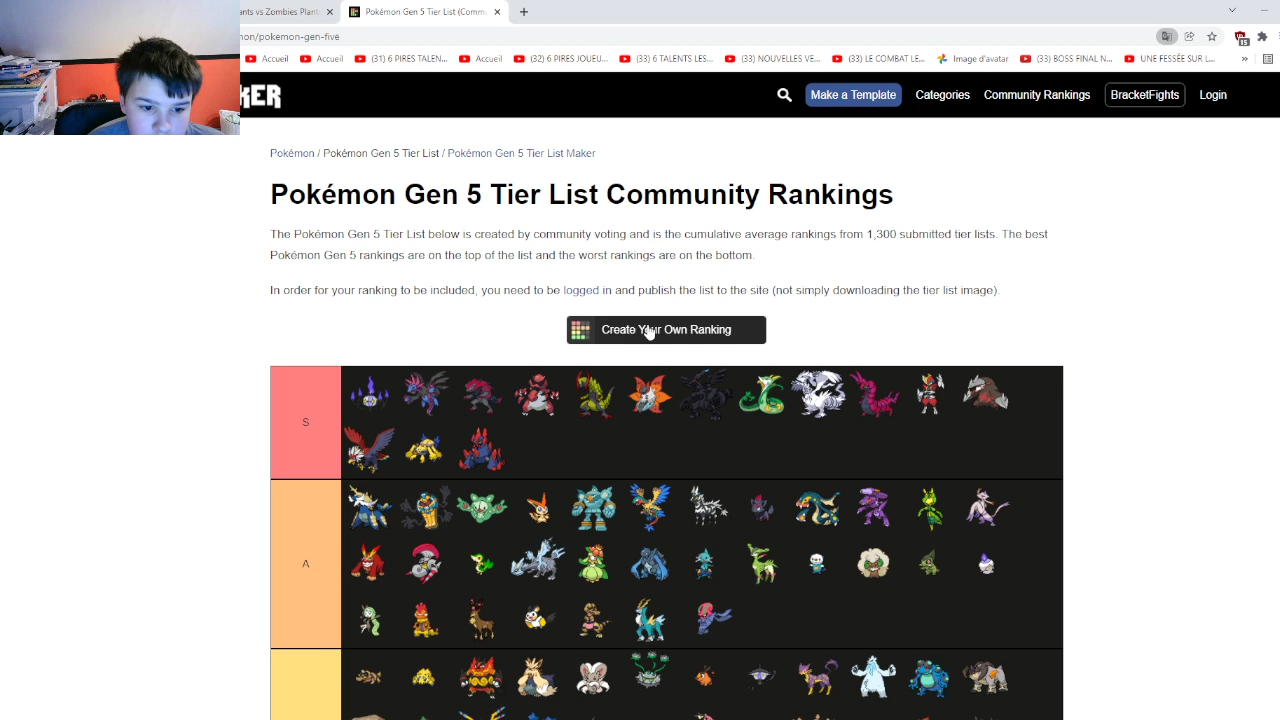 ants vs Zombies Plant
Pokémon Gen 5 Tier List (Comm
on/pokemon-gen-five
15
Accueil
Accueil
(31) 6 PIRES TALEN...
Accueil
(32) 6 PIRES JOUEU...
(33) 6 TALENTS LES...
(33) NOUVELLES VE...
(33) LE COMBAT LE...
Image d'avatar
(33) BOSS FINAL N...
UNE FESSÉE SUR L...
KER
Make a Template
Categories
Community Rankings
BracketFights
Login
Pokémon / Pokémon Gen 5 Tier List / Pokémon Gen 5 Tier List Maker
Pokémon Gen 5 Tier List Community Rankings
The Pokémon Gen 5 Tier List below is created by community voting and is the cumulative average rankings from 1,300 submitted tier lists. The best
Pokémon Gen 5 rankings are on the top of the list and the worst rankings are on the bottom.
In order for your ranking to be included, you need to be logged in and publish the list to the site (not simply downloading the tier list image).
Create Your Own Ranking
S
A